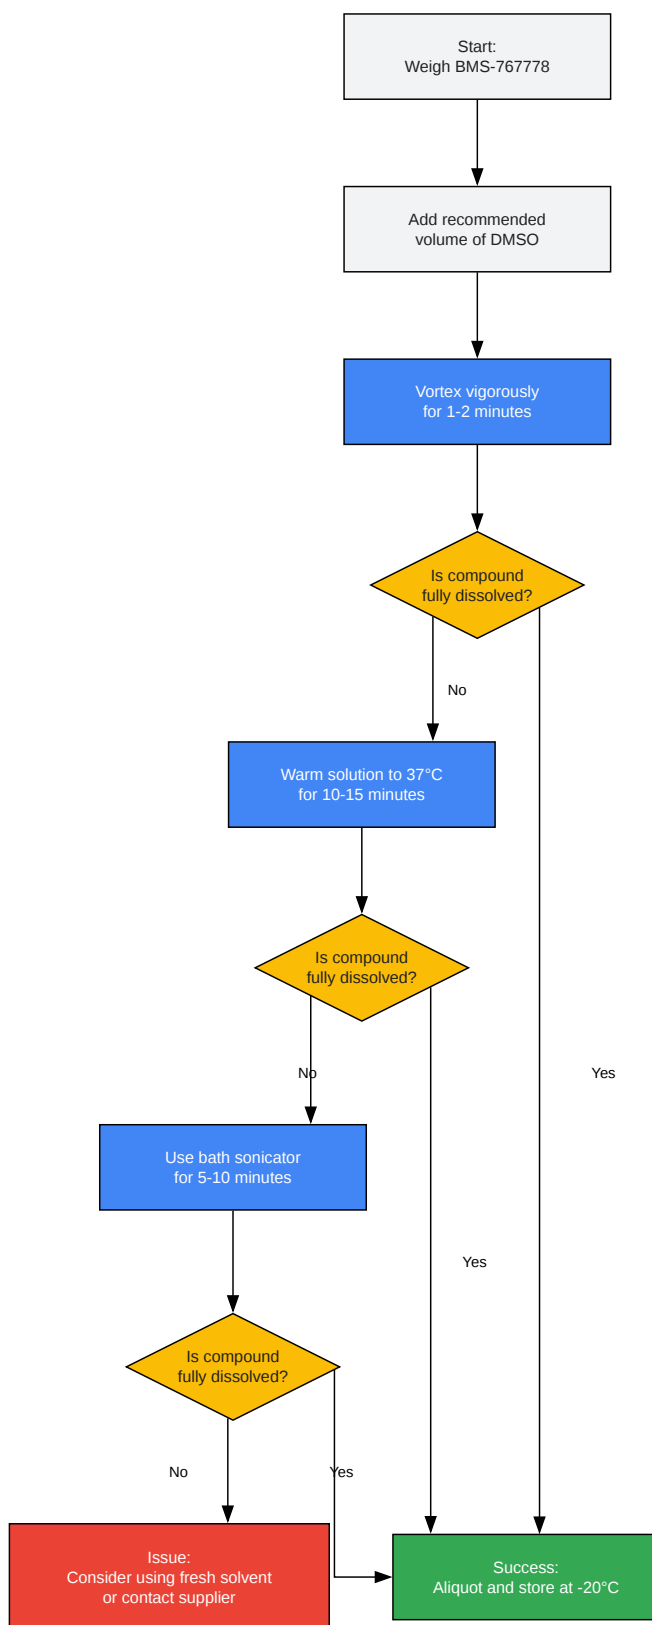 Start:
Weigh BMS-767778
Add recommended
volume of DMSO
Vortex vigorously
for 1-2 minutes
Is compound
fully dissolved?
No
Warm solution to 37°C
for 10-15 minutes
Is compound
fully dissolved?
No
Yes
Use bath sonicator
for 5-10 minutes
Yes
Is compound
fully dissolved?
No
Yes
Issue:
Consider using fresh solvent
or contact supplier
Success:
Aliquot and store at -20°C